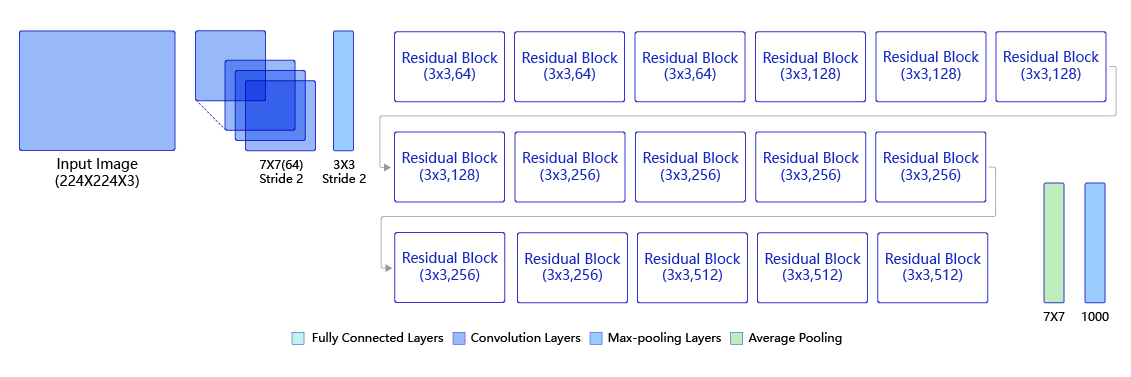 Input Image
(224X224X3)
7X7(64)
Stride 2
3X3
Stride 2
Residual Block
(3x3,64)
Residual Block
(3x3,64)
Residual Block
(3x3,64)
Residual Block
(3x3,128)
Residual Block
(3x3,128)
Residual Block
(3x3,128)
Residual Block
(3x3,128)
Residual Block
(3x3,256)
Residual Block
(3x3,256)
Residual Block
(3x3,256)
Residual Block
(3x3,256)
Residual Block
(3x3,256)
Residual Block
(3x3,256)
Residual Block
(3x3,512)
Residual Block
(3x3,512)
Residual Block
(3x3,512)
7X7
1000
Fully Connected Layers
Convolution Layers
Max-pooling Layers
Average Pooling